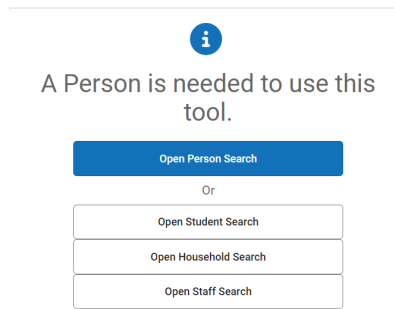 A Person is needed to use this
tool.
Open Person Search
Or
Open Student Search
Open Household Search
Open Staff Search